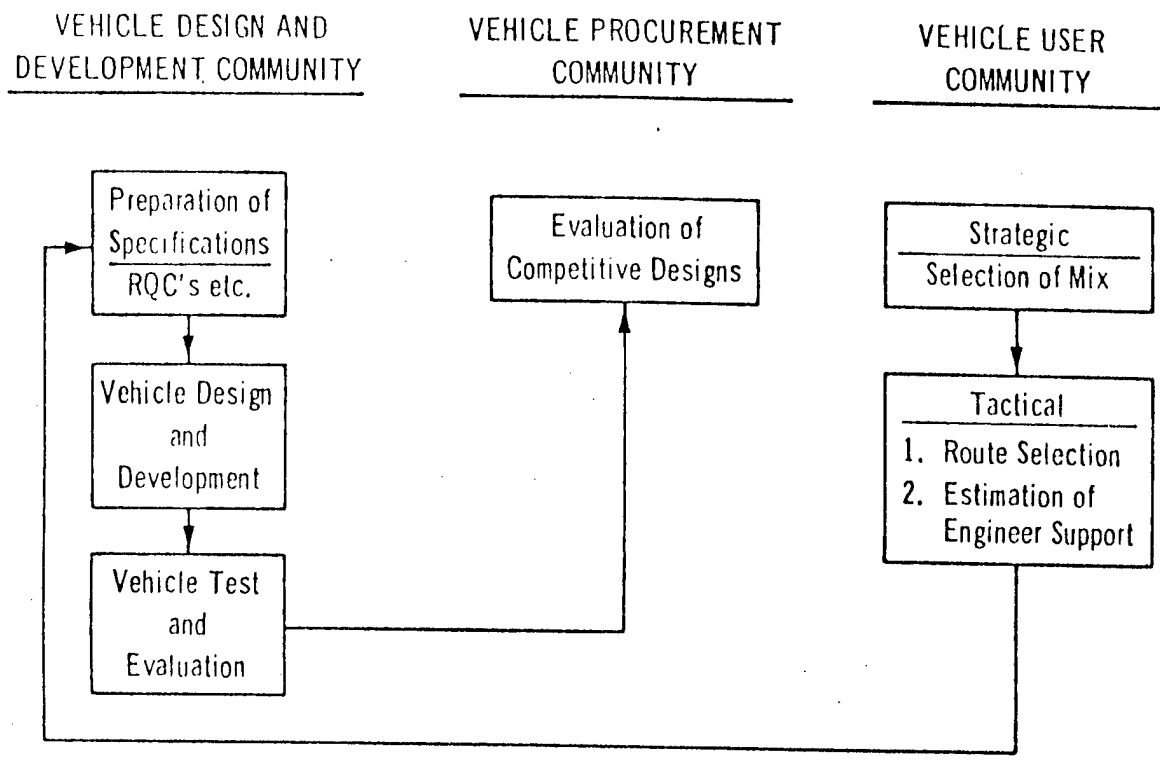 VEHICLE DESIGN AND
DEVELOPMENT COMMUNITY
VEHICLE PROCUREMENT
COMMUNITY
VEHICLE USER
COMMUNITY
Preparation of
Specifications
RQC's etc.
Vehicle Design
and
Development
Vehicle Test
and
Evaluation
Evaluation of
Competitive Designs
Strategic
Selection of Mix
Tactical
1. Route Selection
2. Estimation of
Engineer Support